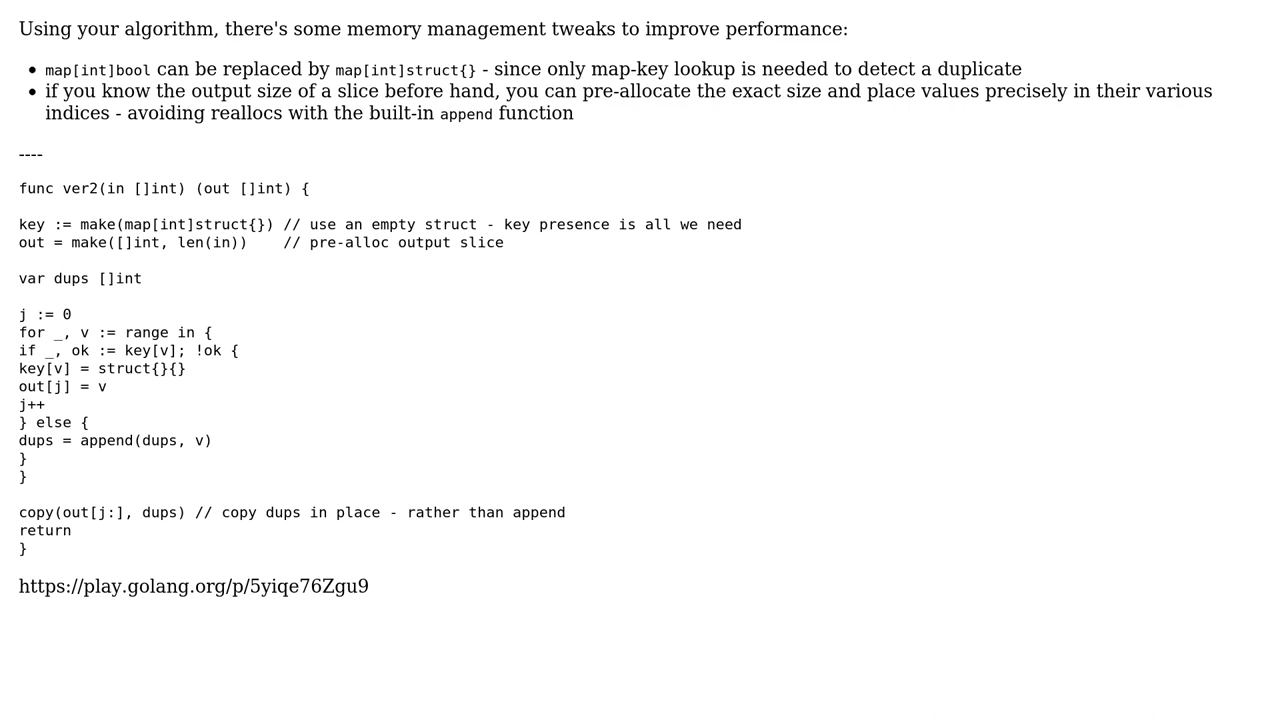 Using your algorithm, there's some memory management tweaks to improve performance:
• map[int]bool can be replaced by map[int]struct{} - since only map-key lookup is needed to detect a duplicate
• if you know the output size of a slice before hand, you can pre-allocate the exact size and place values precisely in their various
indices - avoiding reallocs with the built-in append function
----
func ver2(in []int) (out []int) {
key := make(map[int]struct{}) // use an empty struct - key presence is all we need
out = make([]int, len(in))    // pre-alloc output slice
var dups []int
j := 0
for _, v := range in {
if _, ok := key[v]; !ok {
key[v] = struct{}{}
out[j] = v
j++
} else {
dups = append(dups, v)
}
}
copy(out[j:], dups) // copy dups in place - rather than append
return
}
https://play.golang.org/p/5yiqe76Zgu9